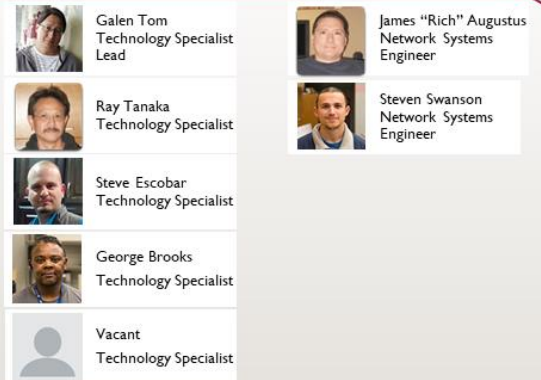 Galen Tom
Technology Specialist
Lead
Ray Tanaka
Technology Specialist
Steve Escobar
Technology Specialist
George Brooks
Technology Specialist
Vacant
Technology Specialist
James “Rich” Augustus
Network Systems
Engineer
Steven Swanson
Network Systems
Engineer